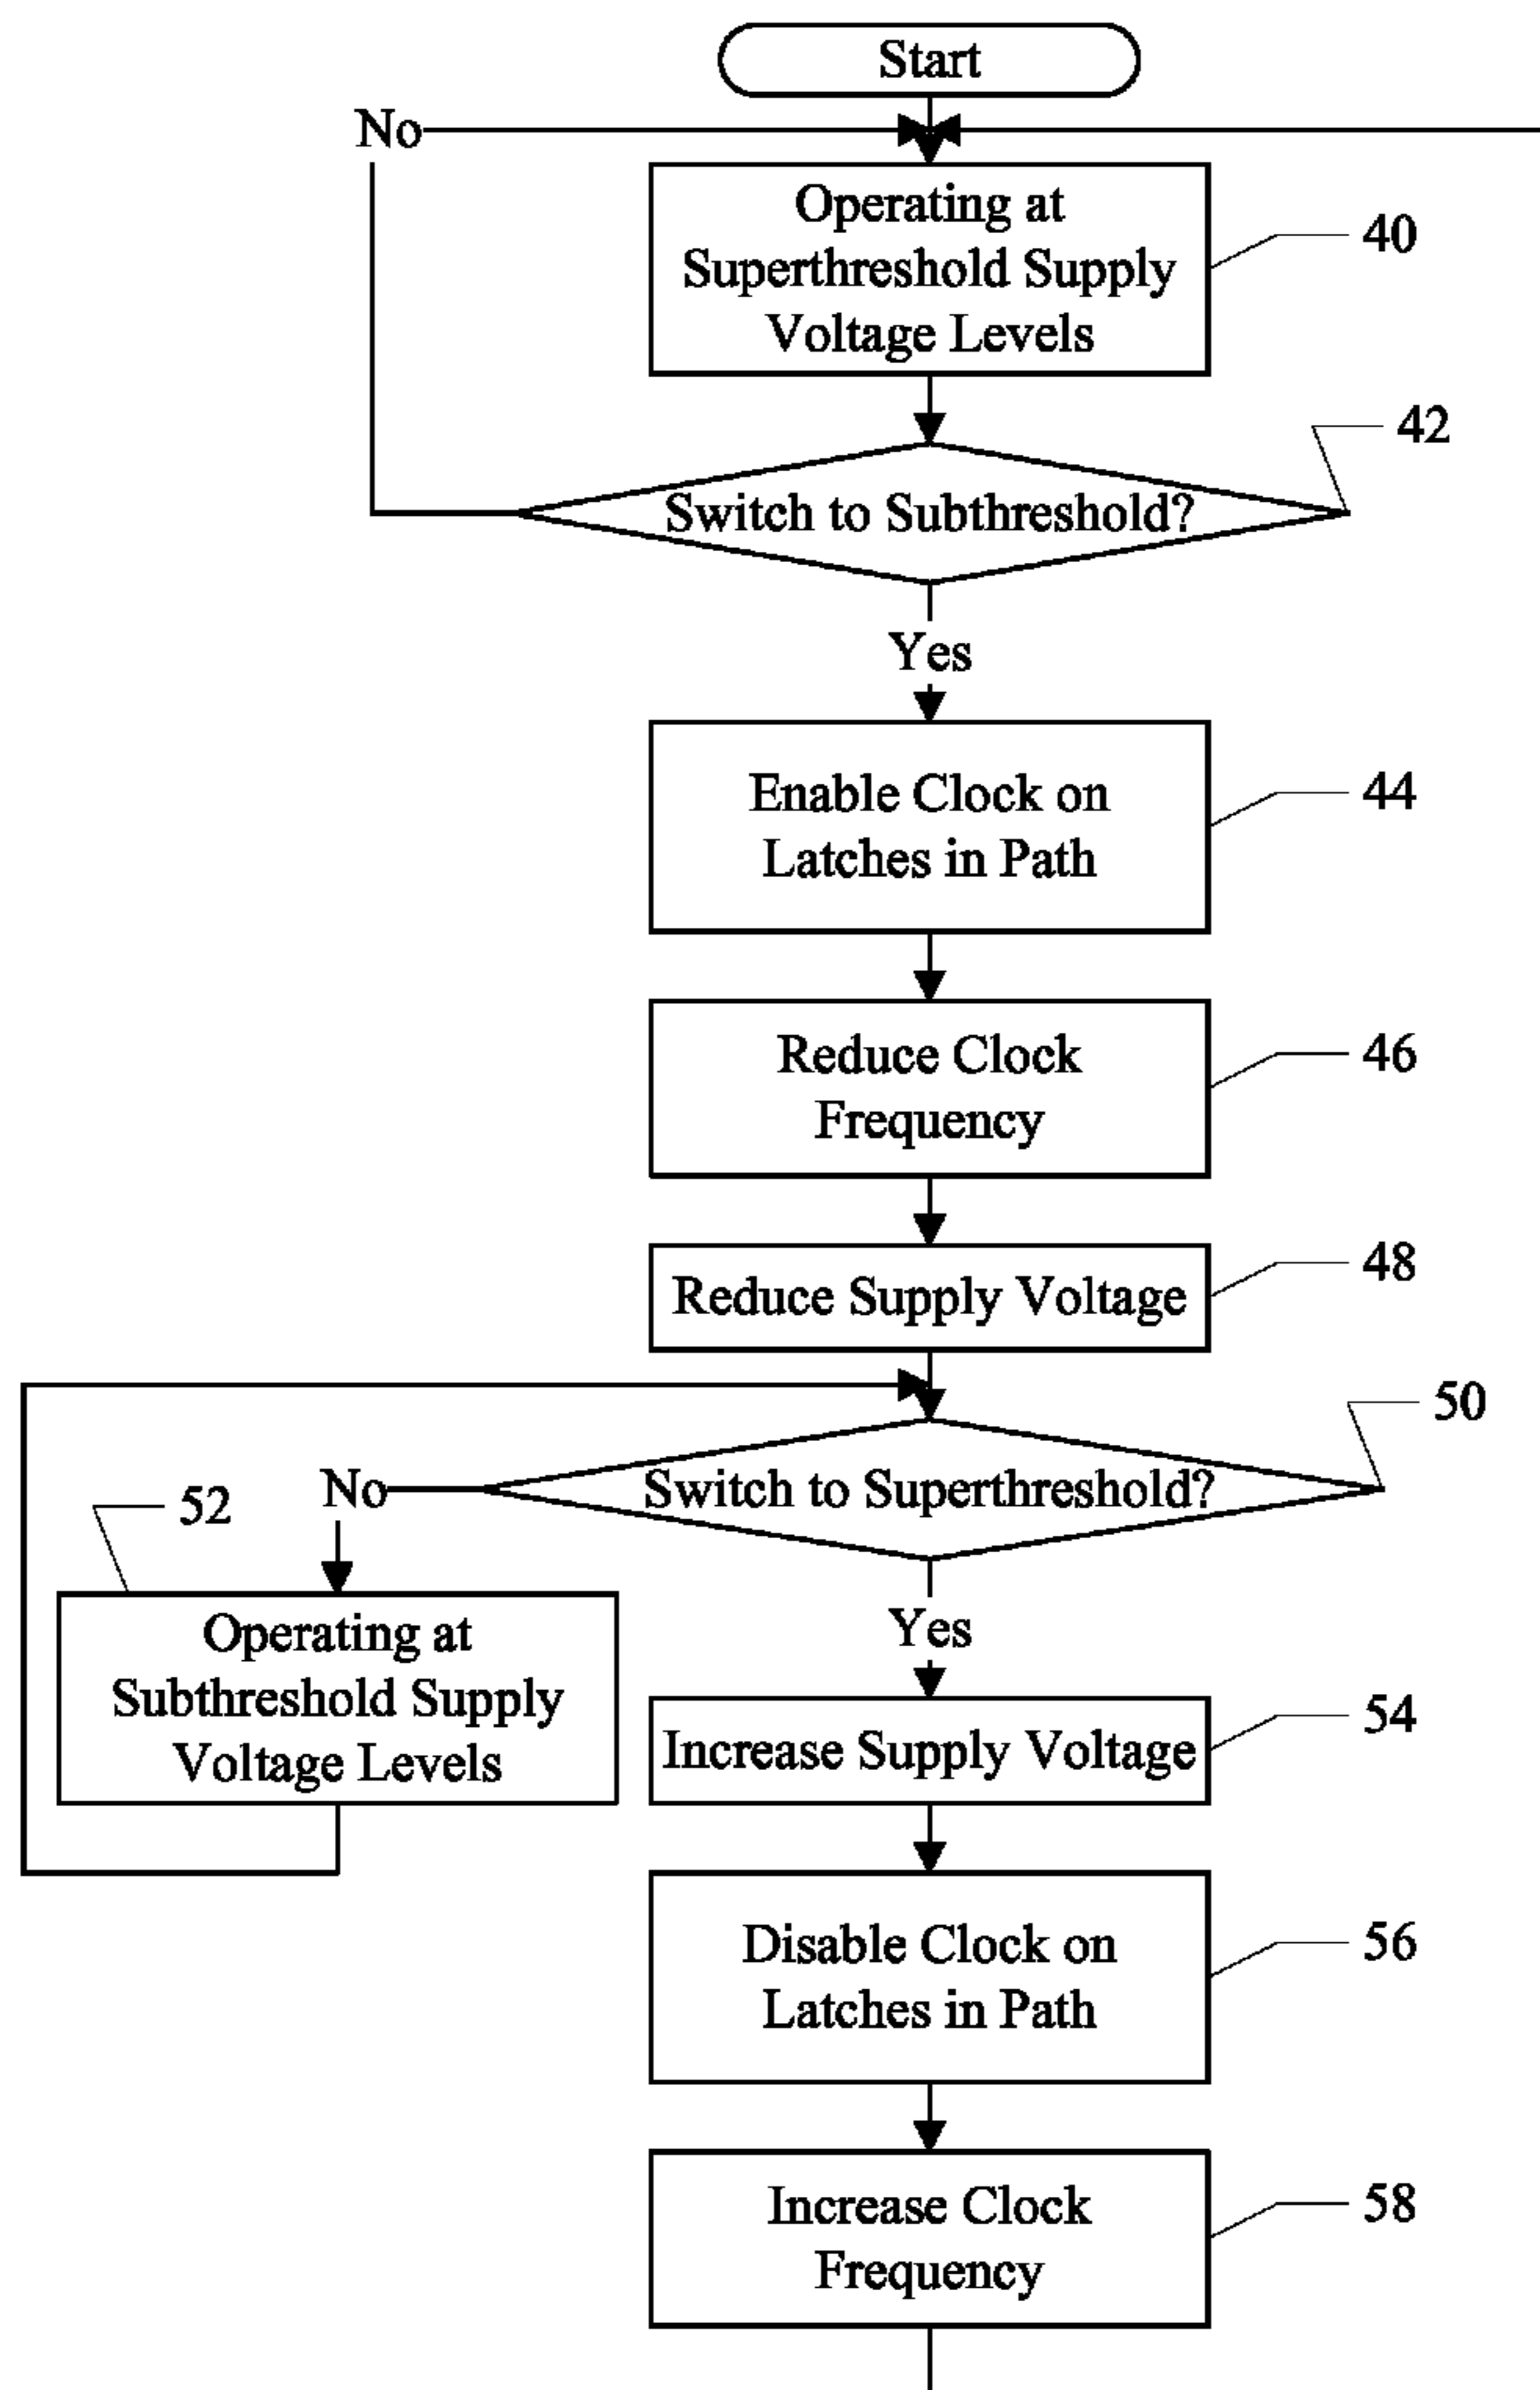 Start
No
Operating at
Superthreshold Supply
Voltage Levels
40
42
Switch to Subthreshold?
Yes
Enable Clock on
Latches in Path
44
Reduce Clock
Frequency
46
Reduce Supply Voltage
48
50
Switch to Superthreshold?
No
52
Operating at
Subthreshold Supply
Voltage Levels
Yes
Increase Supply Voltage
54
Disable Clock on
Latches in Path
56
Increase Clock
Frequency
58